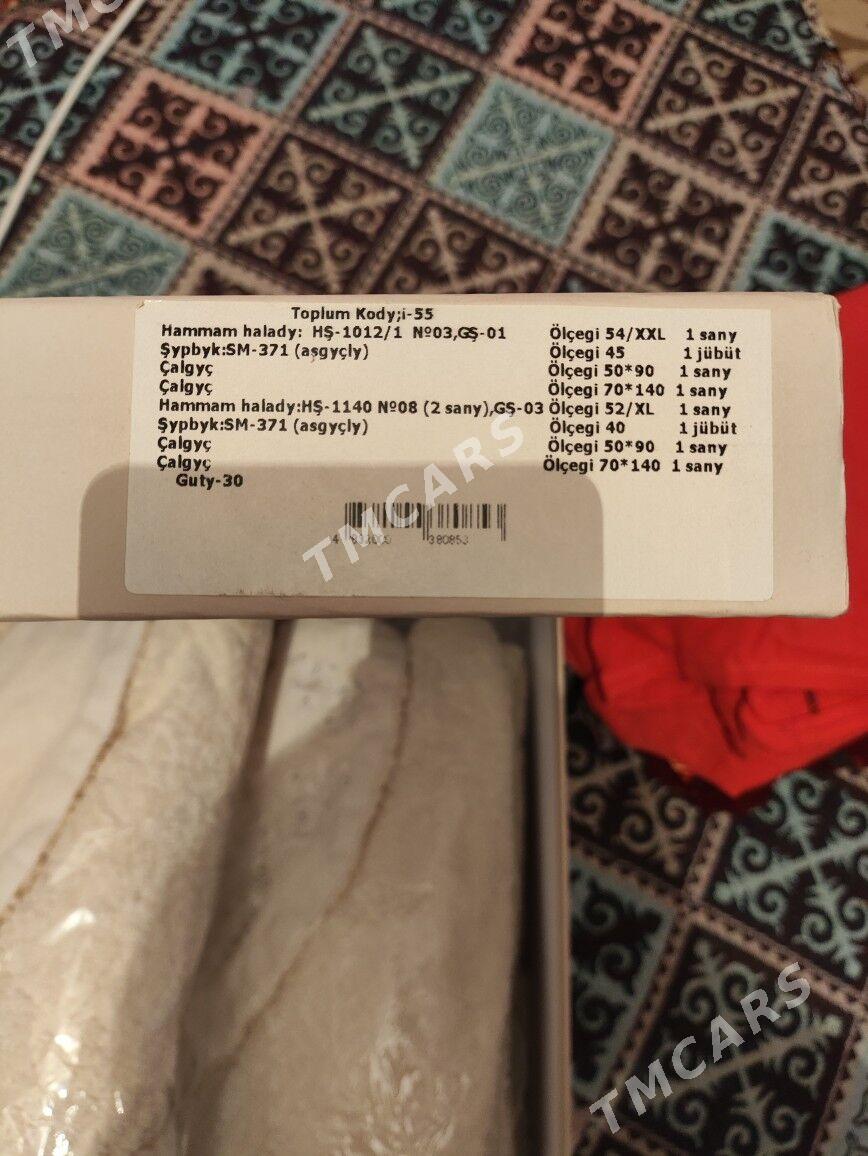 TMCARS
Toplum Kody;i-55
Hammam halady: HŞ-1012/1 №03,GŞ-01 Ölçegi 54/XXL 1 sany
Şypbyk:SM-371 (asgyçly) Ölçegi 45 1 jübüt
Çalgyç Ölçegi 50*90 1 sany
Çalgyç Ölçegi 70*140 1 sany
Hammam halady:HŞ-1140 №08 (2 sany),GŞ-03 Ölçegi 52/XL 1 sany
Şypbyk:SM-371 (asgyçly) Ölçegi 40 1 jübüt
Çalgyç Ölçegi 50*90 1 sany
Çalgyç Ölçegi 70*140 1 sany
Guty-30
TMCARS
380853
TMCARS